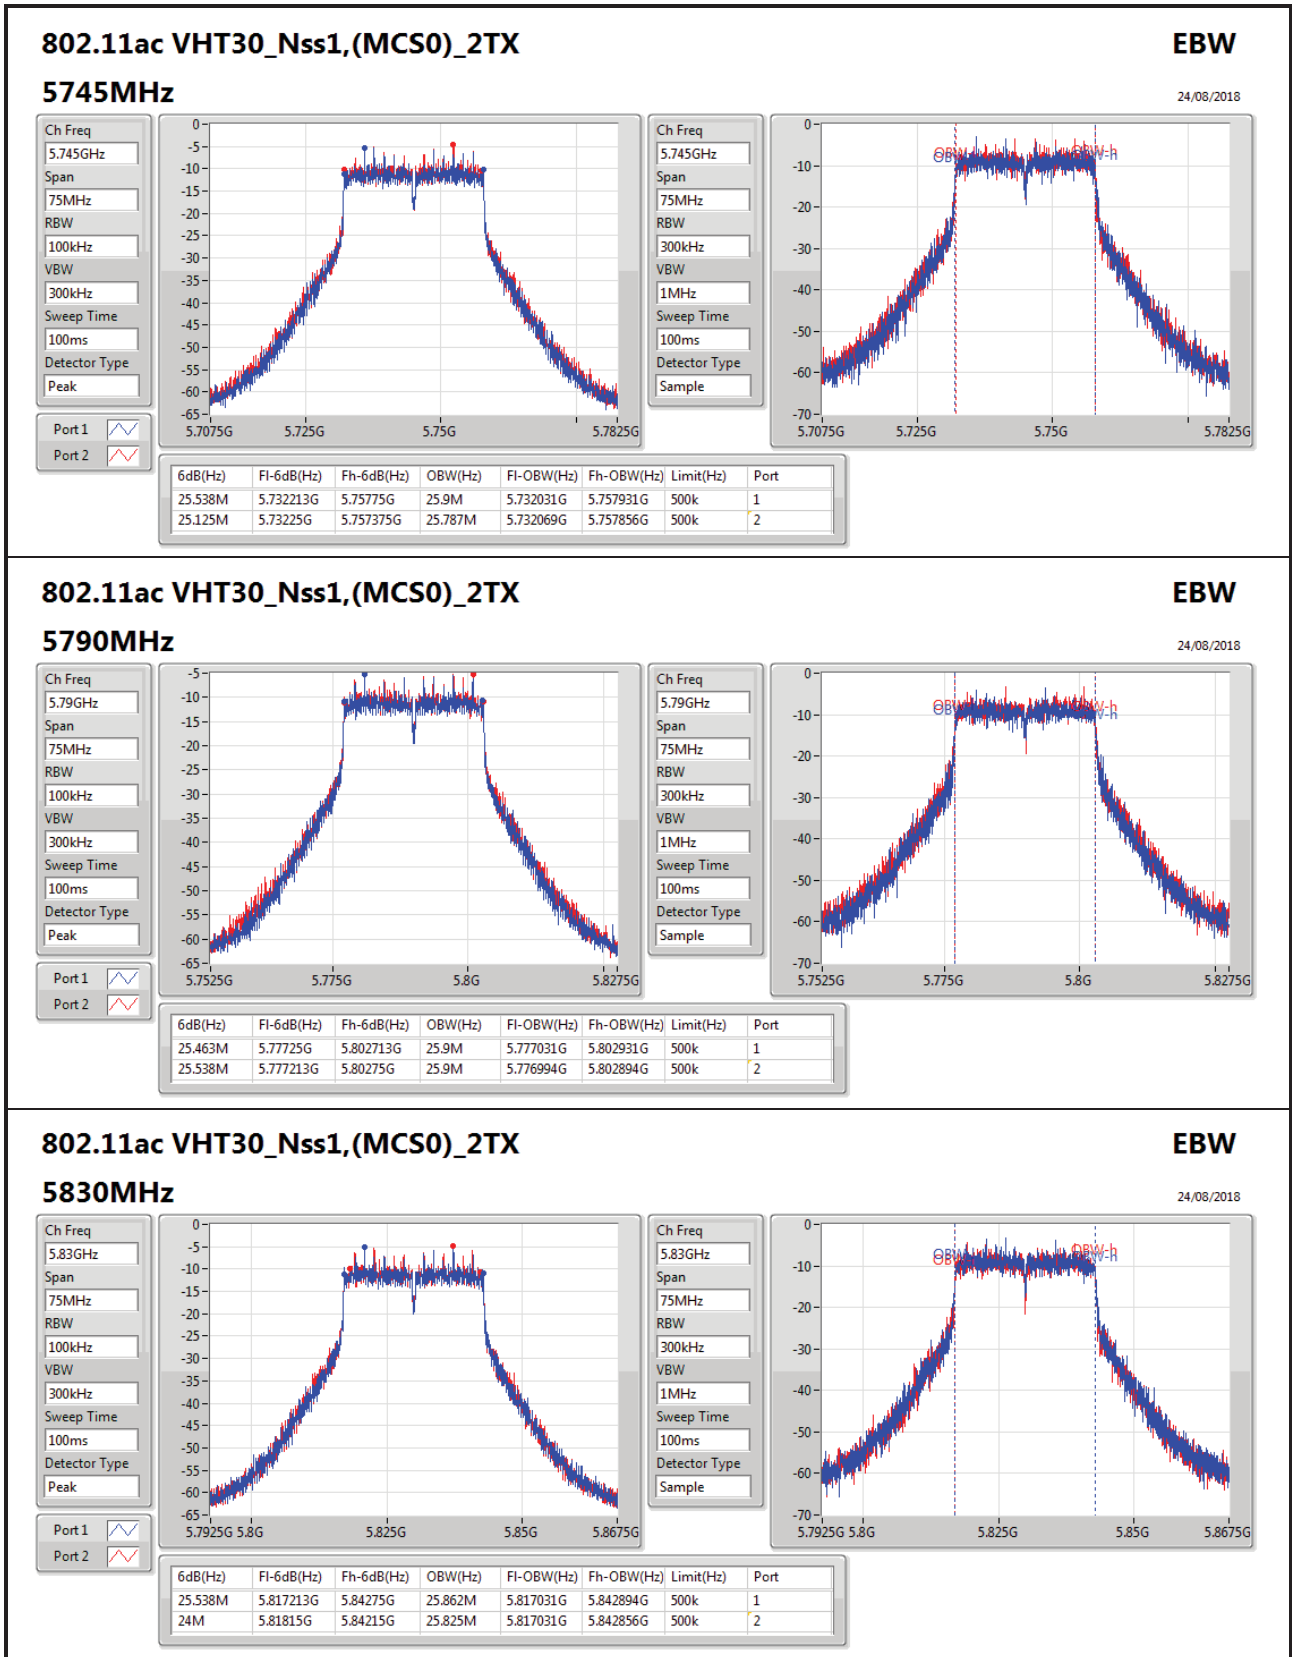 802.11ac VHT30_Nss1,(MCS0)_2TX
EBW
5745MHz
24/08/2018
Ch Freq
5.745GHz
Span
75MHz
RBW
100kHz
VBW
300kHz
Sweep Time
100ms
Detector Type
Peak
Port 1
Port 2
0
-5
-10
-15
-20
-25
-30
-35
-40
-45
-50
-55
-60
-65
5.7075G 5.725G 5.75G 5.7825G
Ch Freq
5.745GHz
Span
75MHz
RBW
300kHz
VBW
1MHz
Sweep Time
100ms
Detector Type
Sample
0
-10
-20
-30
-40
-50
-60
-70
5.7075G 5.725G 5.75G 5.7825G
6dB(Hz) Fl-6dB(Hz) Fh-6dB(Hz) OBW(Hz) Fl-OBW(Hz) Fh-OBW(Hz) Limit(Hz) Port
25.538M 5.732213G 5.75775G 25.9M 5.732031G 5.757931G 500k 1
25.125M 5.73225G 5.757375G 25.787M 5.732069G 5.757856G 500k 2
802.11ac VHT30_Nss1,(MCS0)_2TX
EBW
5790MHz
24/08/2018
Ch Freq
5.79GHz
Span
75MHz
RBW
100kHz
VBW
300kHz
Sweep Time
100ms
Detector Type
Peak
Port 1
Port 2
-5
-10
-15
-20
-25
-30
-35
-40
-45
-50
-55
-60
-65
5.7525G 5.775G 5.8G 5.8275G
Ch Freq
5.79GHz
Span
75MHz
RBW
300kHz
VBW
1MHz
Sweep Time
100ms
Detector Type
Sample
0
-10
-20
-30
-40
-50
-60
-70
5.7525G 5.775G 5.8G 5.8275G
6dB(Hz) Fl-6dB(Hz) Fh-6dB(Hz) OBW(Hz) Fl-OBW(Hz) Fh-OBW(Hz) Limit(Hz) Port
25.463M 5.77725G 5.802713G 25.9M 5.777031G 5.802931G 500k 1
25.538M 5.777213G 5.80275G 25.9M 5.776994G 5.802894G 500k 2
802.11ac VHT30_Nss1,(MCS0)_2TX
EBW
5830MHz
24/08/2018
Ch Freq
5.83GHz
Span
75MHz
RBW
100kHz
VBW
300kHz
Sweep Time
100ms
Detector Type
Peak
Port 1
Port 2
0
-5
-10
-15
-20
-25
-30
-35
-40
-45
-50
-55
-60
-65
5.7925G 5.8G 5.825G 5.85G 5.8675G
Ch Freq
5.83GHz
Span
75MHz
RBW
300kHz
VBW
1MHz
Sweep Time
100ms
Detector Type
Sample
0
-10
-20
-30
-40
-50
-60
-70
OBW-h
5.7925G 5.8G 5.825G 5.85G 5.8675G
6dB(Hz) Fl-6dB(Hz) Fh-6dB(Hz) OBW(Hz) Fl-OBW(Hz) Fh-OBW(Hz) Limit(Hz) Port
25.538M 5.817213G 5.84275G 25.862M 5.817031G 5.842894G 500k 1
24M 5.81815G 5.84215G 25.825M 5.817031G 5.842856G 500k 2